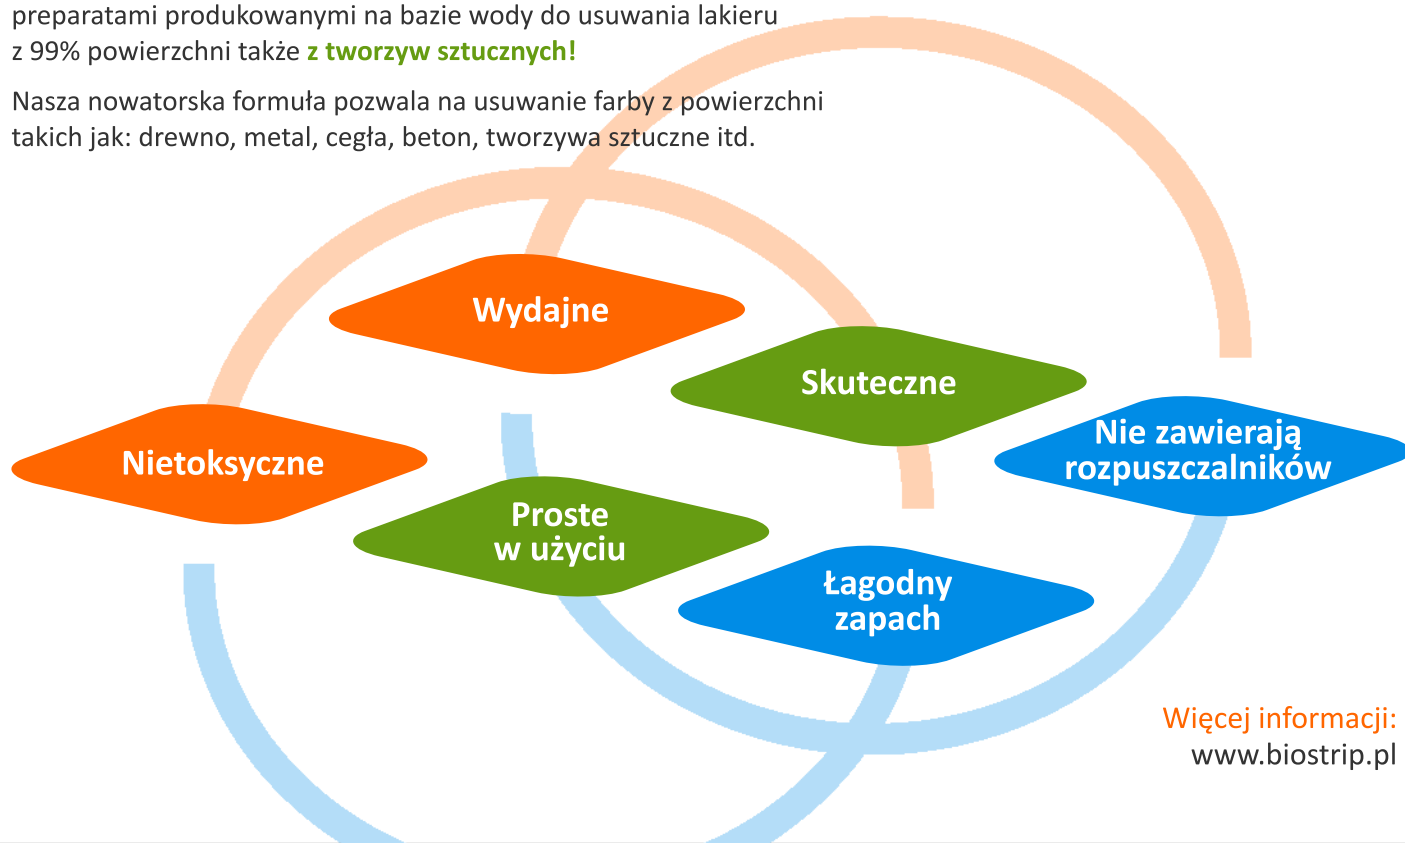 preparatami produkowanymi na bazie wody do usuwania lakieru
z 99% powierzchni także z tworzyw sztucznych!
Nasza nowatorska formuła pozwala na usuwanie farby z powierzchni
takich jak: drewno, metal, cegła, beton, tworzywa sztuczne itd.
Wydajne
Skuteczne
Nie zawierają
rozpuszczalników
Nietoksyczne
Proste
w użyciu
Łagodny
zapach
Więcej informacji:
www.biostrip.pl